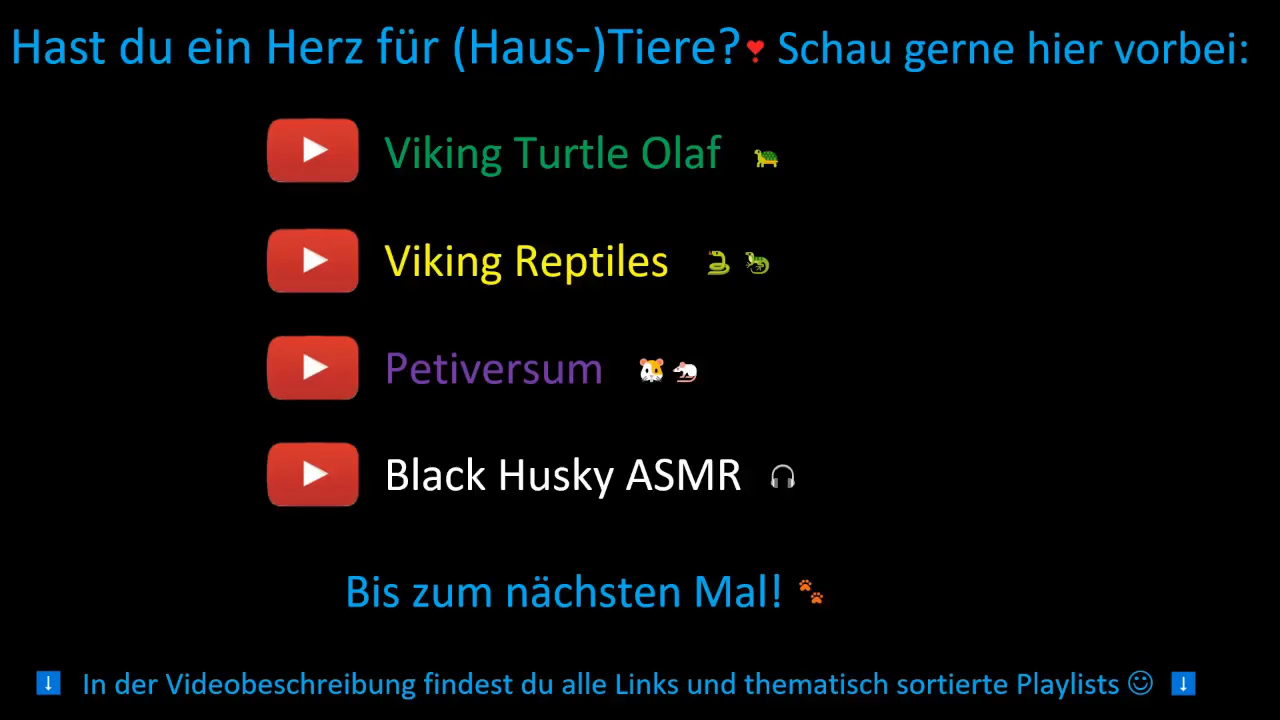 Hast du ein Herz für (Haus-)Tiere?❣ Schau gerne hier vorbei:
Viking Turtle Olaf 🐢
Viking Reptiles 🐍 🐉
Petiversum 🐹 🐁
Black Husky ASMR 🎧
Bis zum nächsten Mal! 🐾
⬇ In der Videobeschreibung findest du alle Links und thematisch sortierte Playlists ☺ ⬇